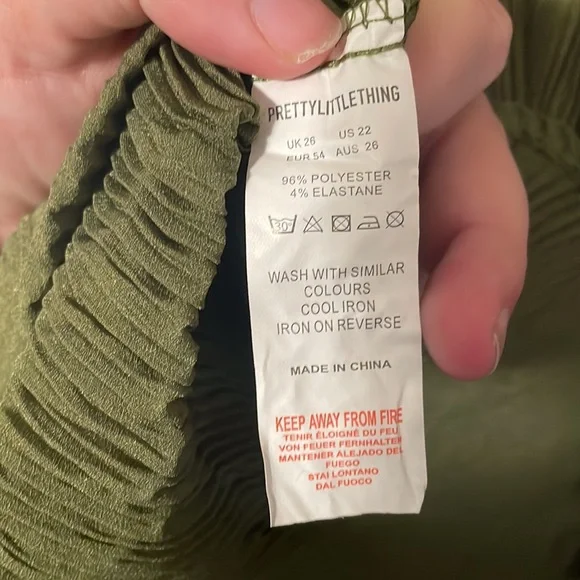 PRETTYLITTLETHING
UK 26 US 22
EUR 54 AUS 26
96% POLYESTER
4% ELASTANE
30°
WASH WITH SIMILAR
COLOURS
COOL IRON
IRON ON REVERSE
MADE IN CHINA
KEEP AWAY FROM FIRE
TENIR ÉLOIGNÉ DU FEU
VON FEUER FERNHALTEN
MANTENER ALEJADO DEL
FUEGO
STAI LONTANO
DAL FUOCO